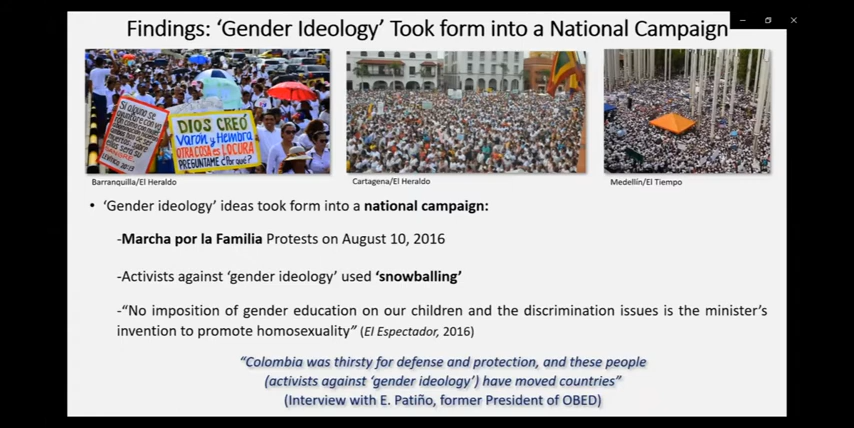 Findings: 'Gender Ideology' Took form into a National Campaign
DIOS CREÓ
Varón y Hembra
OTRA COSA es LOCURA
PREGÚNTAME ¿Por qué?
Barranquilla/El Heraldo
Cartagena/El Heraldo
Medellín/El Tiempo
• 'Gender ideology' ideas took form into a national campaign:
-Marcha por la Familia Protests on August 10, 2016
-Activists against 'gender ideology' used 'snowballing'
-"No imposition of gender education on our children and the discrimination issues is the minister's
invention to promote homosexuality" (El Espectador, 2016)
"Colombia was thirsty for defense and protection, and these people
(activists against 'gender ideology') have moved countries"
(Interview with E. Patiño, former President of OBED)